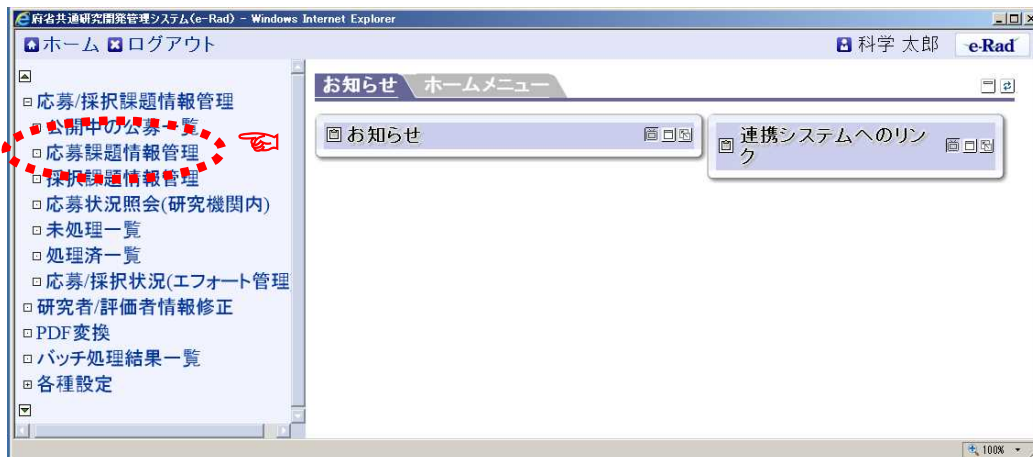 府省共通研究開発管理システム(e-Rad) - Windows Internet Explorer
ホーム ログアウト
科学 太郎
e-Rad
応募/採択課題情報管理
公開中の公募一覧
応募課題情報管理
採択課題情報管理
応募状況照会(研究機関内)
未処理一覧
処理済一覧
応募/採択状況(エフォート管理
研究者/評価者情報修正
PDF変換
バッチ処理結果一覧
各種設定
お知らせ ホームメニュー
お知らせ
連携システムへのリン
ク
100%